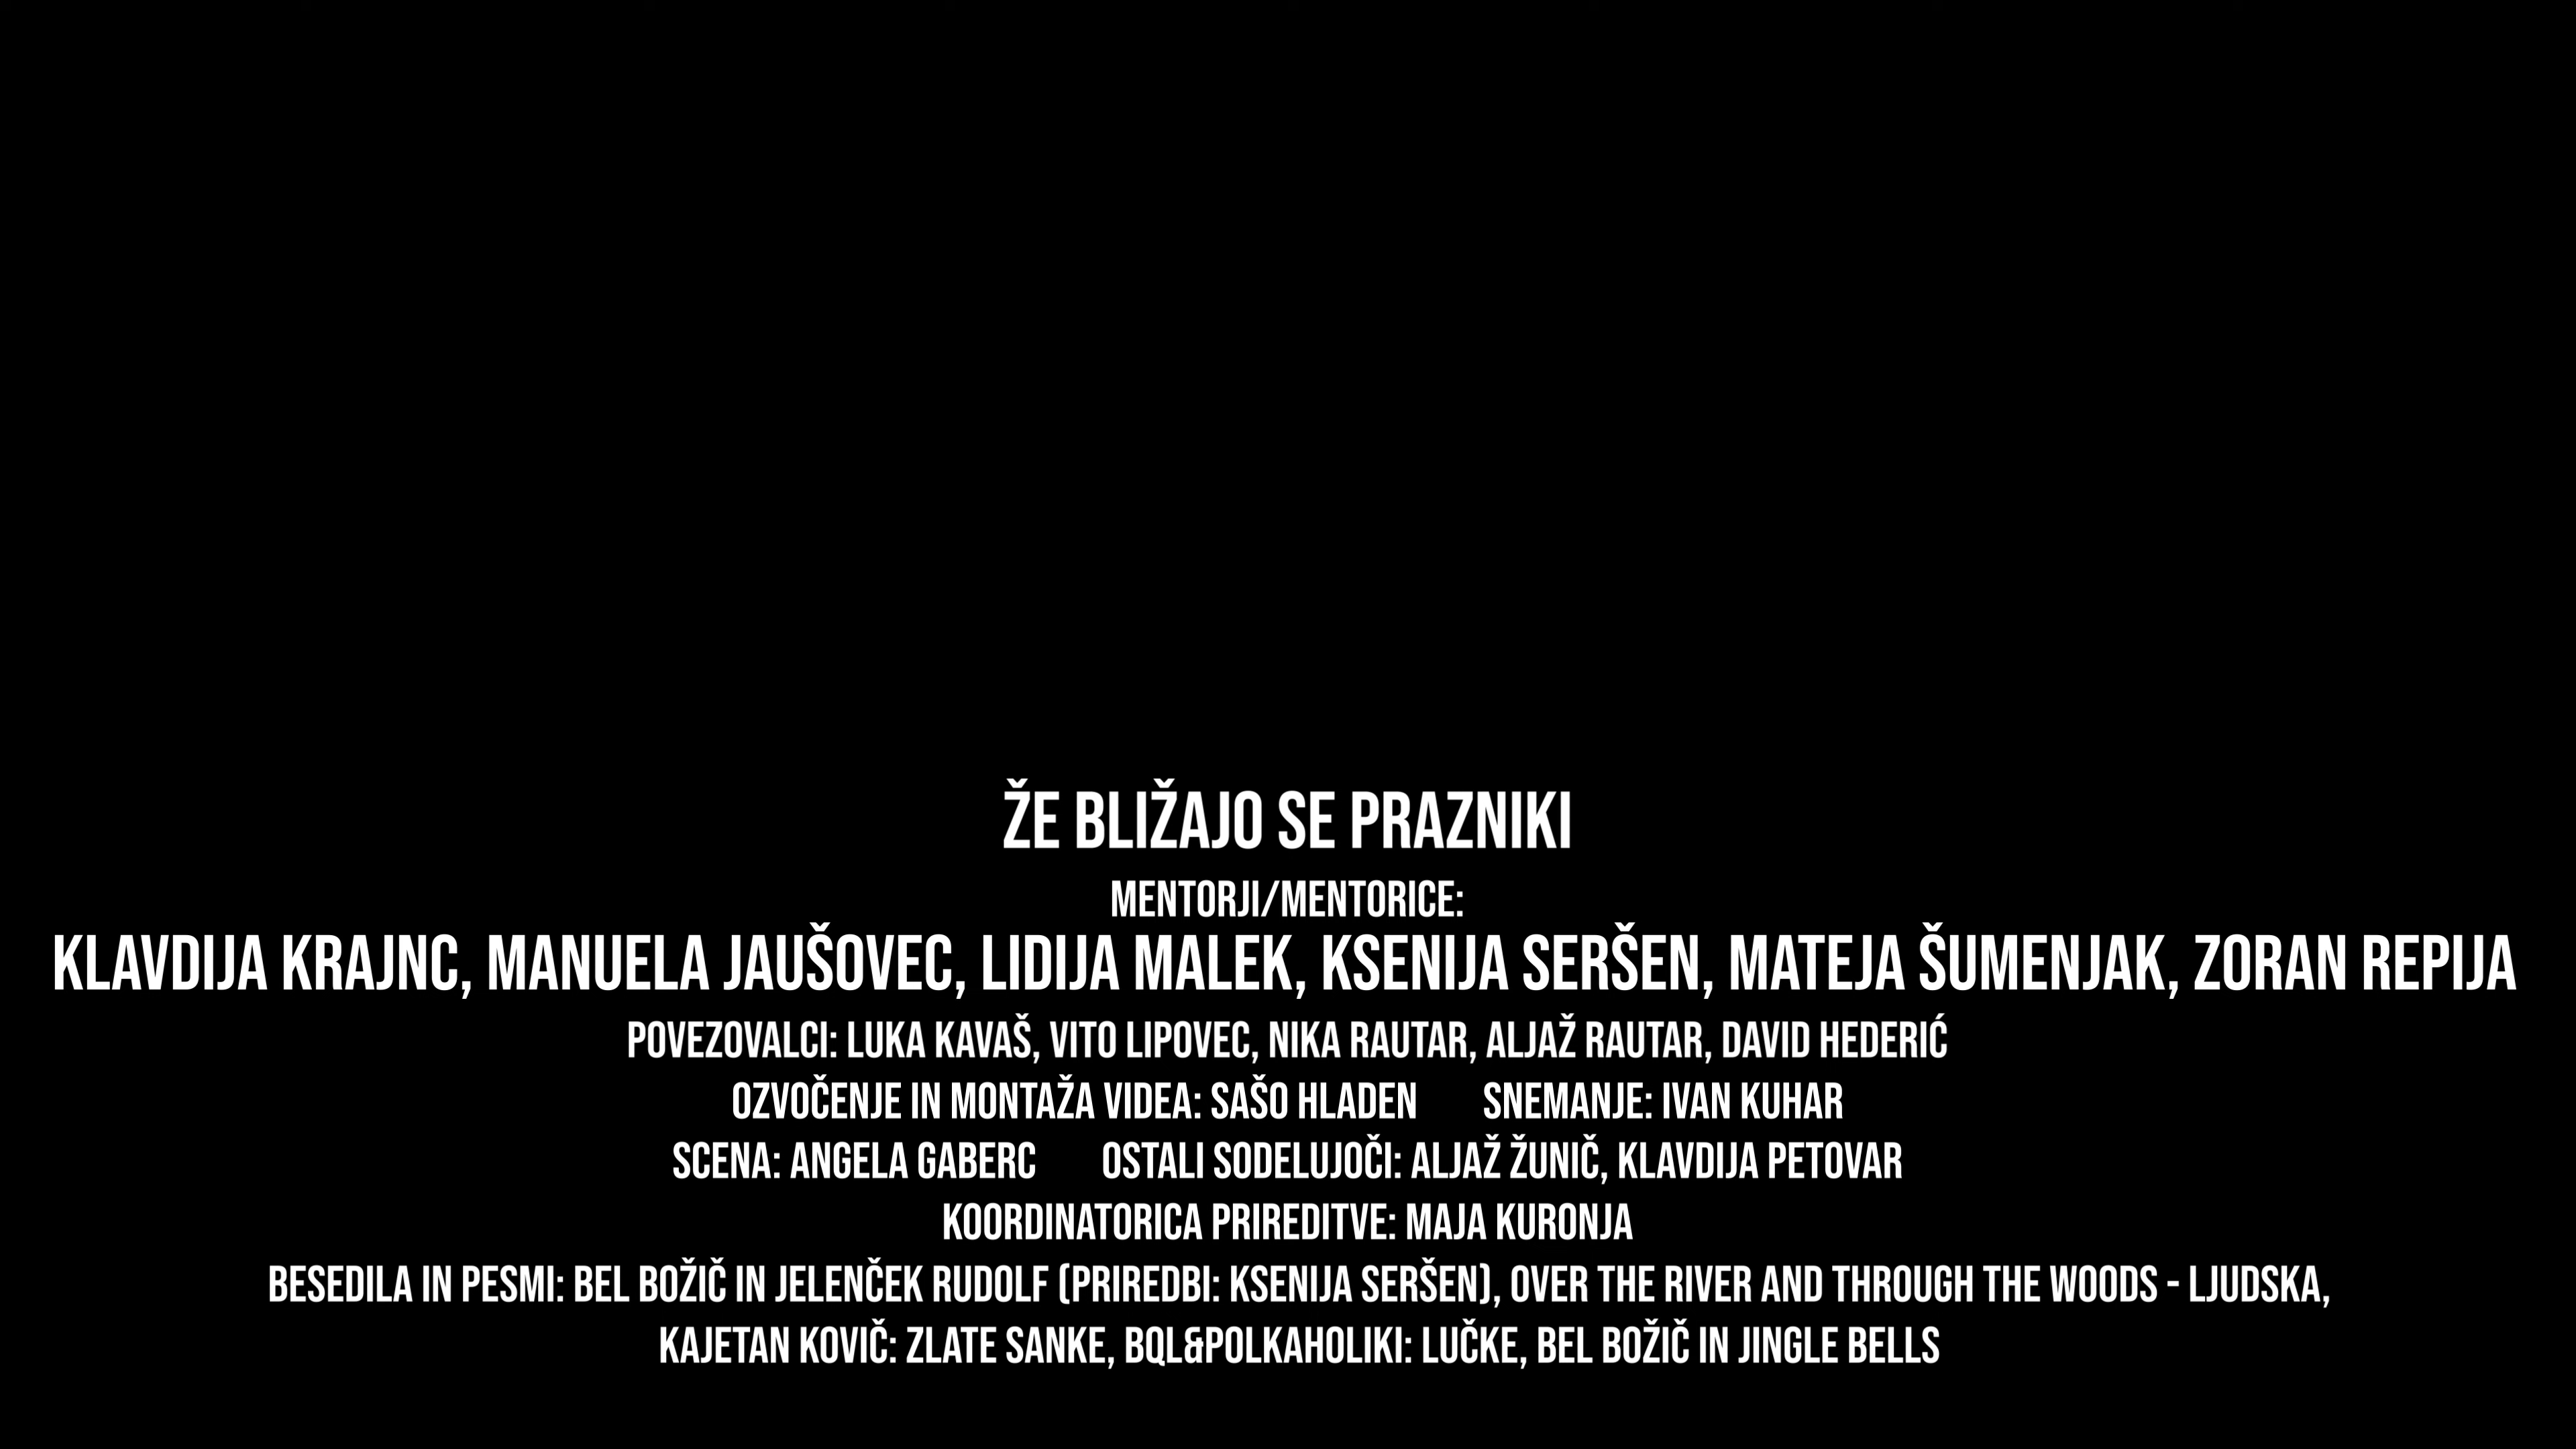 ŽE BLIŽAJO SE PRAZNIKI
MENTORJI/MENTORICE:
KLAVDIJA KRAJNC, MANUELA JAUŠOVEC, LIDIJA MALEK, KSENIJA SERŠEN, MATEJA ŠUMENJAK, ZORAN REPIJA
POVEZOVALCI: LUKA KAVAŠ, VITO LIPOVEC, NIKA RAUTAR, ALJAŽ RAUTAR, DAVID HEDERIĆ
OZVOČENJE IN MONTAŽA VIDEA: SAŠO HLADEN SNEMANJE: IVAN KUHAR
SCENA: ANGELA GABERC OSTALI SODELUJOČI: ALJAŽ ŽUNIČ, KLAVDIJA PETOVAR
KOORDINATORICA PRIREDITVE: MAJA KURONJA
BESEDILA IN PESMI: BEL BOŽIČ IN JELENČEK RUDOLF (PRIREDBI: KSENIJA SERŠEN), OVER THE RIVER AND THROUGH THE WOODS - LJUDSKA,
KAJETAN KOVIČ: ZLATE SANKE, BQL&POLKAHOLIKI: LUČKE, BEL BOŽIČ IN JINGLE BELLS